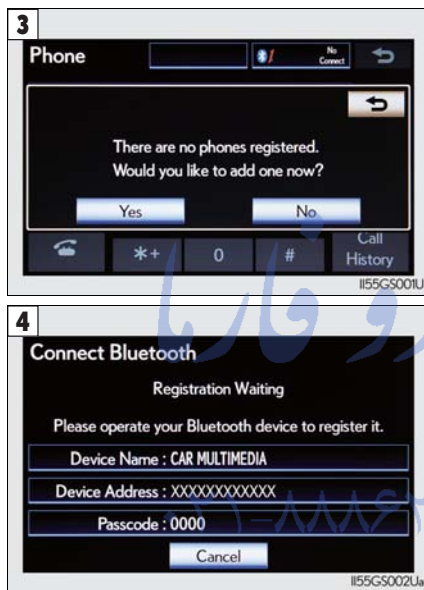 3
Phone
1
No
Connect
There are no phones registered.
Would you like to add one now?
Yes No
*+ 0 # Call
History
II55GS001U
4
Connect Bluetooth
Registration Waiting
Please operate your Bluetooth device to register it.
Device Name : CAR MULTIMEDIA
Device Address : XXXXXXXXXXXX
Passcode : 0000
Cancel
II55GS002Ua